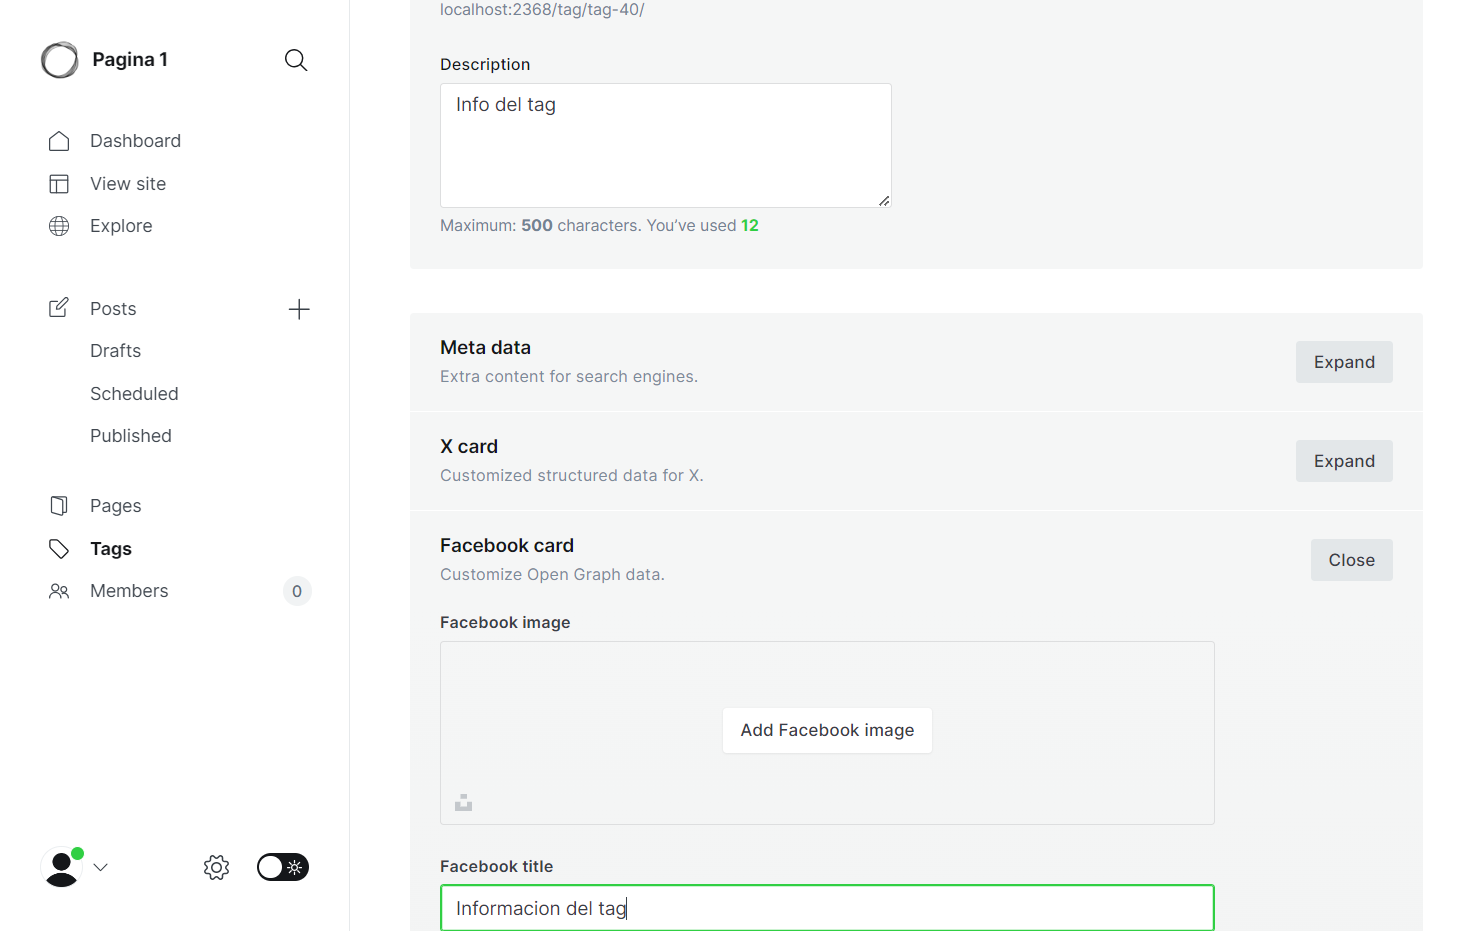 Pagina 1
Dashboard
View site
Explore
Posts
Drafts
Scheduled
Published
Pages
Tags
Members
0
localhost:2368/tag/tag-40/
Description
Info del tag
Maximum: 500 characters. You’ve used 12
Meta data
Extra content for search engines.
Expand
X card
Customized structured data for X.
Expand
Facebook card
Customize Open Graph data.
Close
Facebook image
Add Facebook image
Facebook title
Informacion del tag